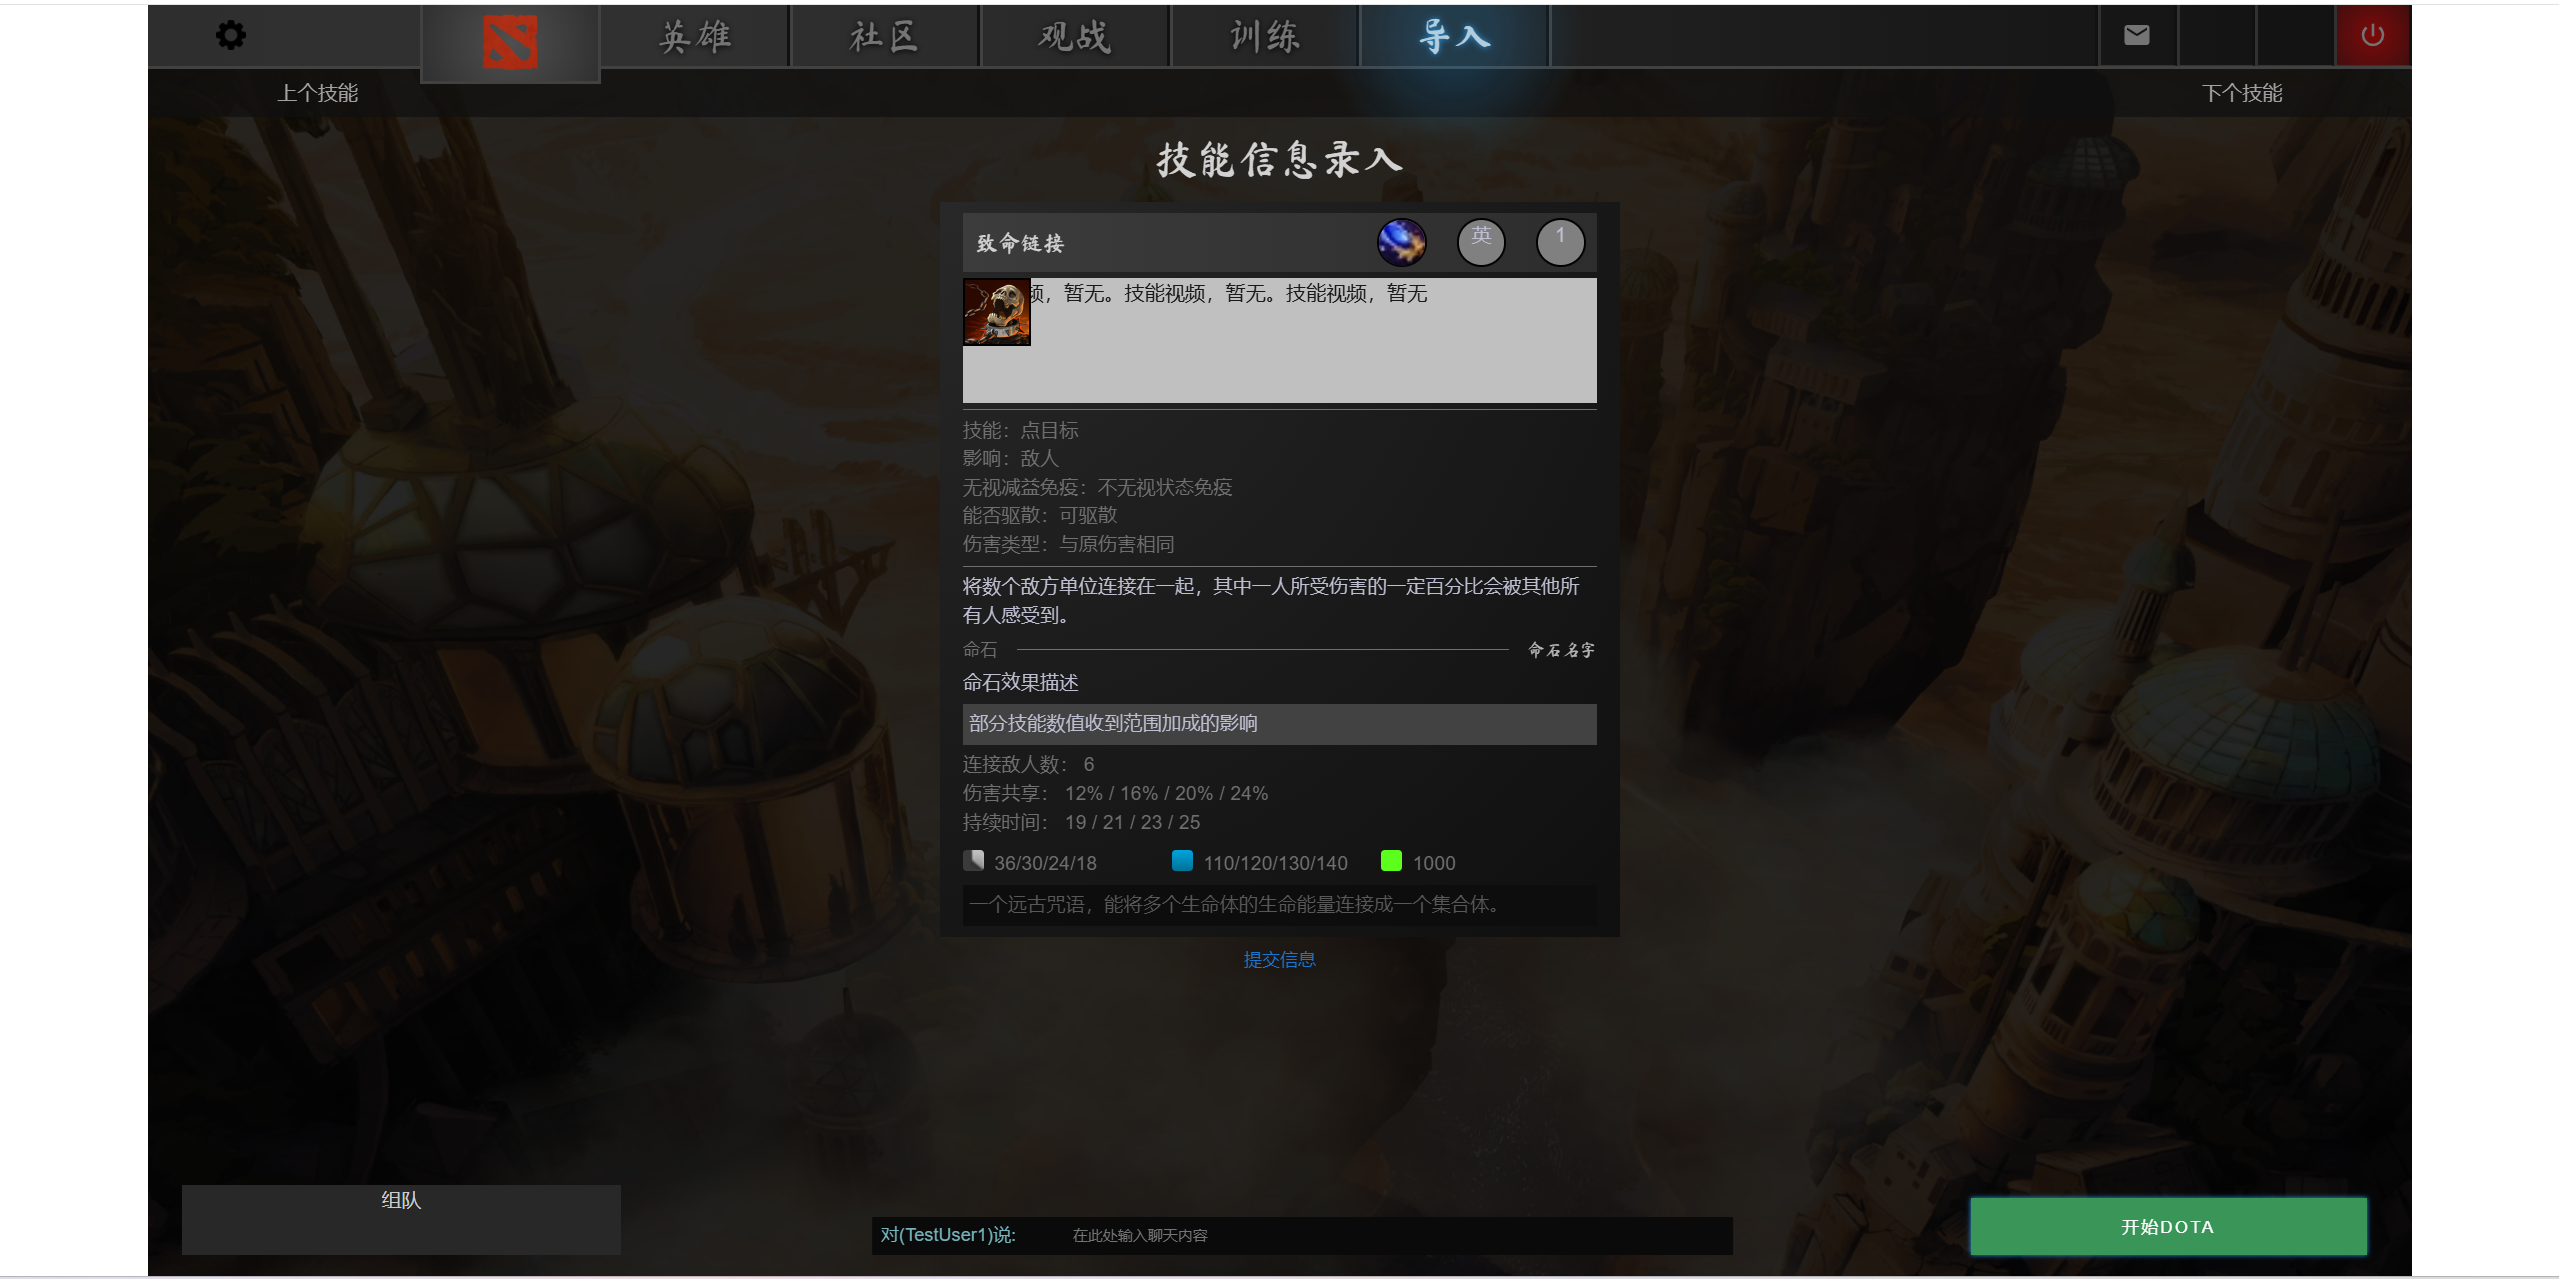 英雄
社区
观战
训练
导入
上个技能
下个技能
技能信息录入
致命链接
英
1
频，暂无。技能视频，暂无。技能视频，暂无
技能：点目标
影响：敌人
无视减益免疫：不无视状态免疫
能否驱散：可驱散
伤害类型：与原伤害相同
将数个敌方单位连接在一起，其中一人所受伤害的一定百分比会被其他所
有人感受到。
命石
命石名字
命石效果描述
部分技能数值收到范围加成的影响
连接敌人数： 6
伤害共享： 12% / 16% / 20% / 24%
持续时间： 19 / 21 / 23 / 25
36/30/24/18
110/120/130/140
1000
一个远古咒语，能将多个生命体的生命能量连接成一个集合体。
提交信息
组队
对(TestUser1)说:
在此处输入聊天内容
开始DOTA